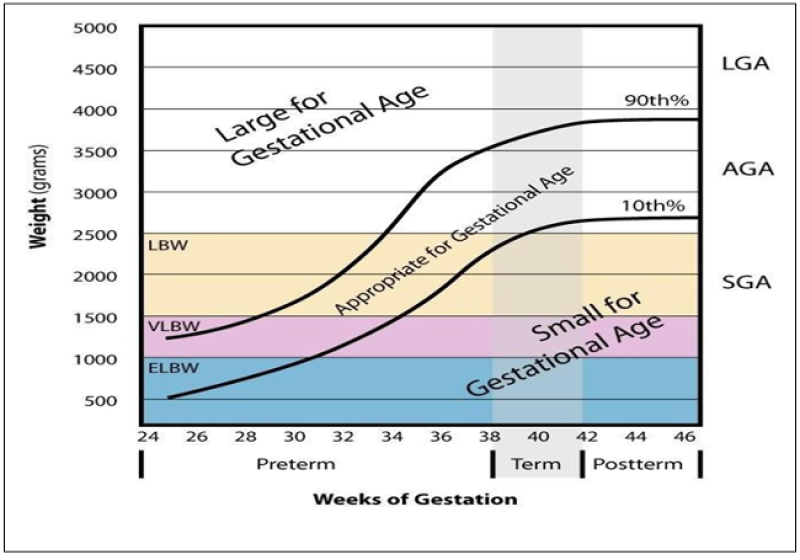 5000
4500
4000
3500
3000
2500
2000
1500
1000
500
Weight (grams)
Large for
Gestational Age
Appropriate for Gestational Age
Small for
Gestational Age
90th%
10th%
LGA
AGA
SGA
LBW
VLBW
ELBW
24 26 28 30 32 34 36 38 40 42 44 46
Preterm Term Postterm
Weeks of Gestation